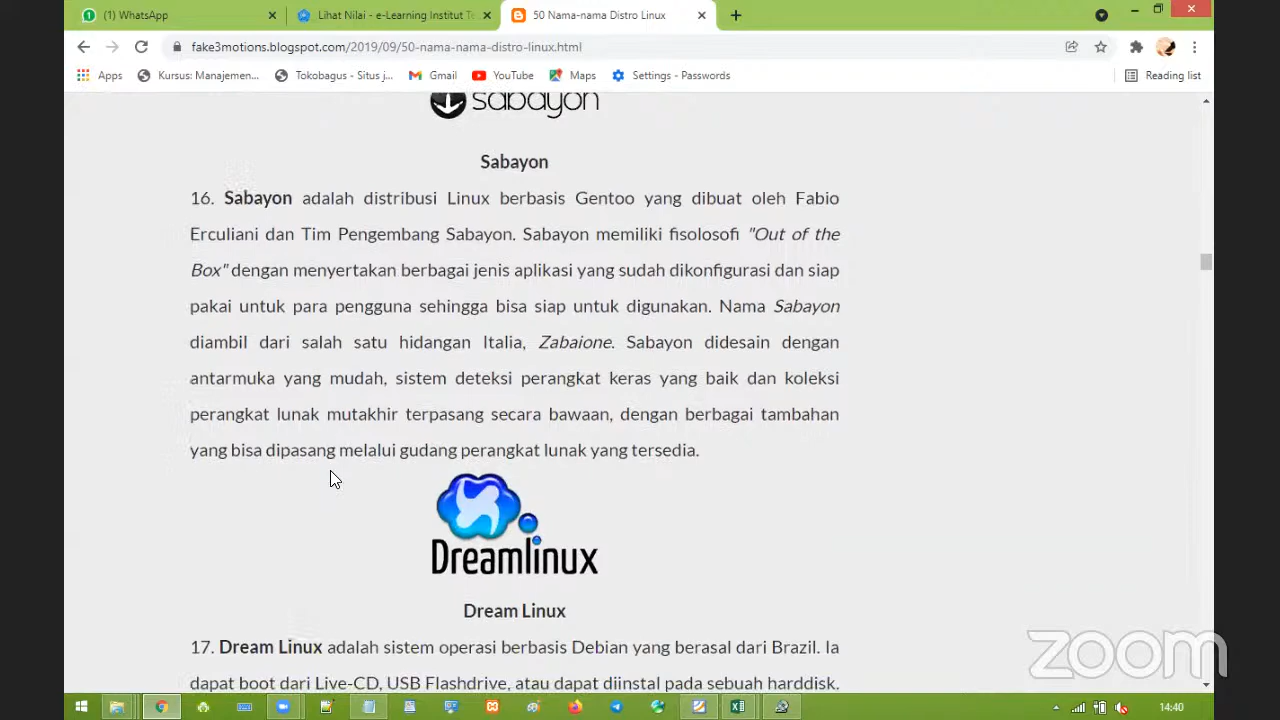 (1) WhatsApp
Lihat Nilai - e-Learning Institut Te
50 Nama-nama Distro Linux
fake3motions.blogspot.com/2019/09/50-nama-nama-distro-linux.html
Apps
Kursus: Manajemen...
Tokobagus - Situs j...
Gmail
YouTube
Maps
Settings - Passwords
Reading list
sabayon
Sabayon
16. Sabayon adalah distribusi Linux berbasis Gentoo yang dibuat oleh Fabio
Erculiani dan Tim Pengembang Sabayon. Sabayon memiliki fisolosofi "Out of the
Box" dengan menyertakan berbagai jenis aplikasi yang sudah dikonfigurasi dan siap
pakai untuk para pengguna sehingga bisa siap untuk digunakan. Nama Sabayon
diambil dari salah satu hidangan Italia, Zabaione. Sabayon didesain dengan
antarmuka yang mudah, sistem deteksi perangkat keras yang baik dan koleksi
perangkat lunak mutakhir terpasang secara bawaan, dengan berbagai tambahan
yang bisa dipasang melalui gudang perangkat lunak yang tersedia.
Dreamlinux
Dream Linux
17. Dream Linux adalah sistem operasi berbasis Debian yang berasal dari Brazil. Ia
dapat boot dari Live-CD, USB Flashdrive, atau dapat diinstal pada sebuah harddisk.
zoom
14:40